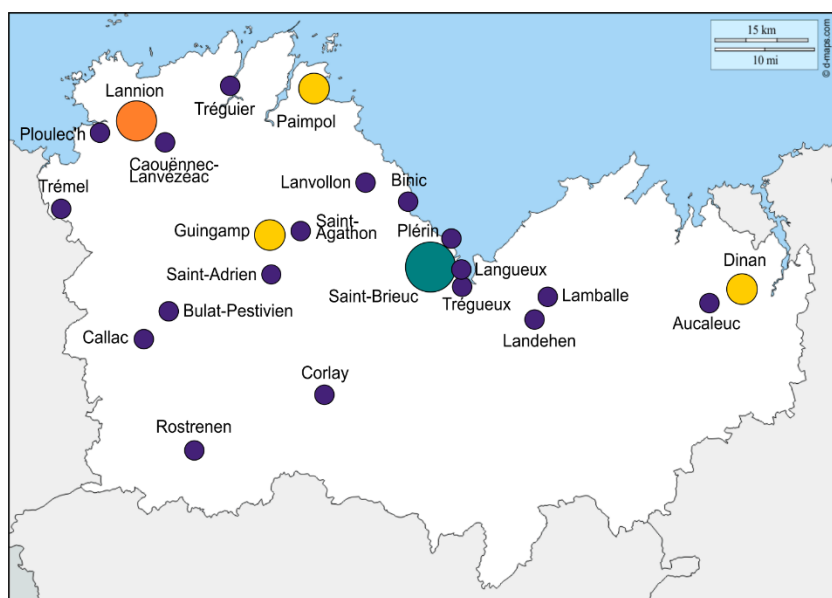 15 km
10 mi
© d-maps.com
Lannion
Tréguier
Paimpol
Ploulec'h
Caouënnec-
Lanvézéac
Trémel
Lanvollon
Binic
Guingamp
Saint-
Agathon
Plérin
Saint-Adrien
Langueux
Dinan
Saint-Brieuc
Trégueux
Lamballe
Bulat-Pestivien
Aucaleuc
Callac
Landehen
Corlay
Rostrenen